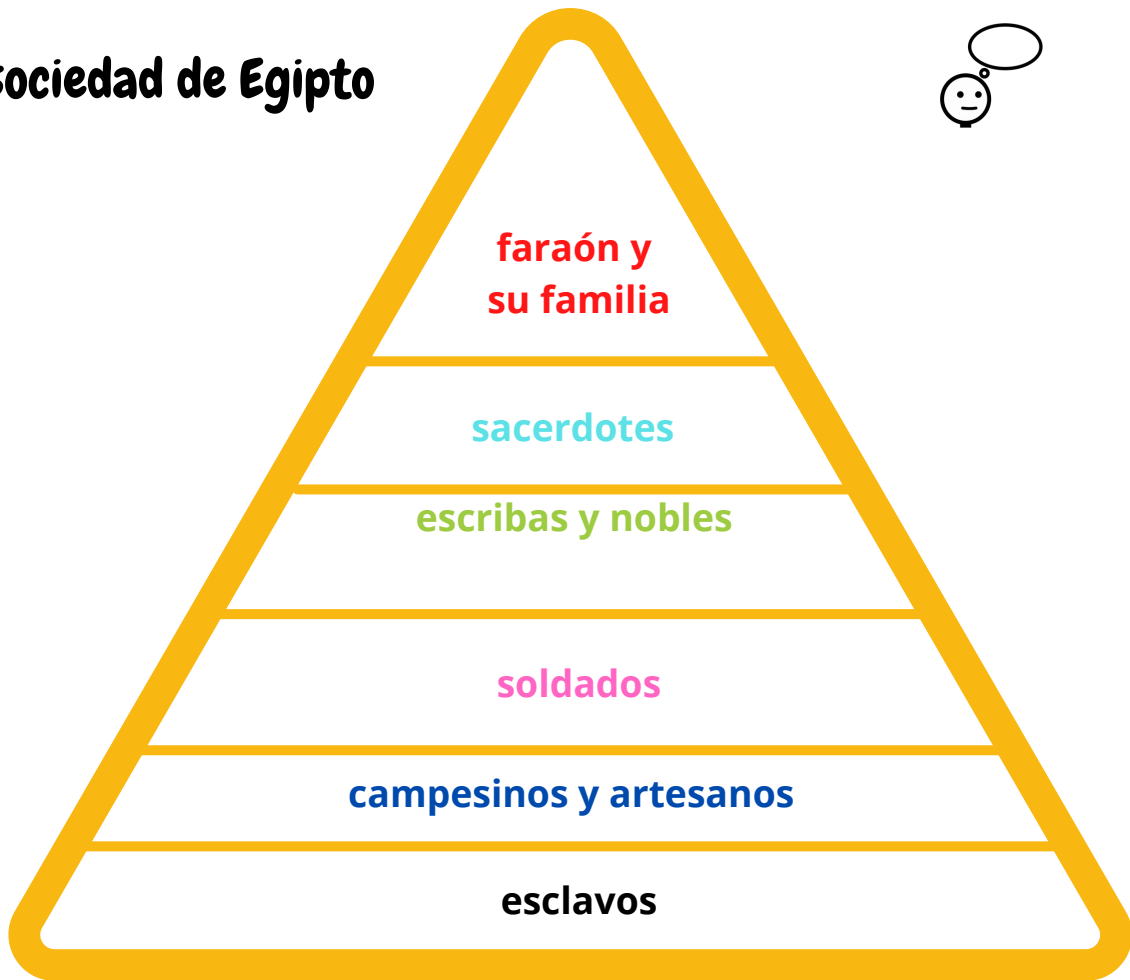 sociedad de Egipto
faraón y
su familia
sacerdotes
escribas y nobles
soldados
campesinos y artesanos
esclavos